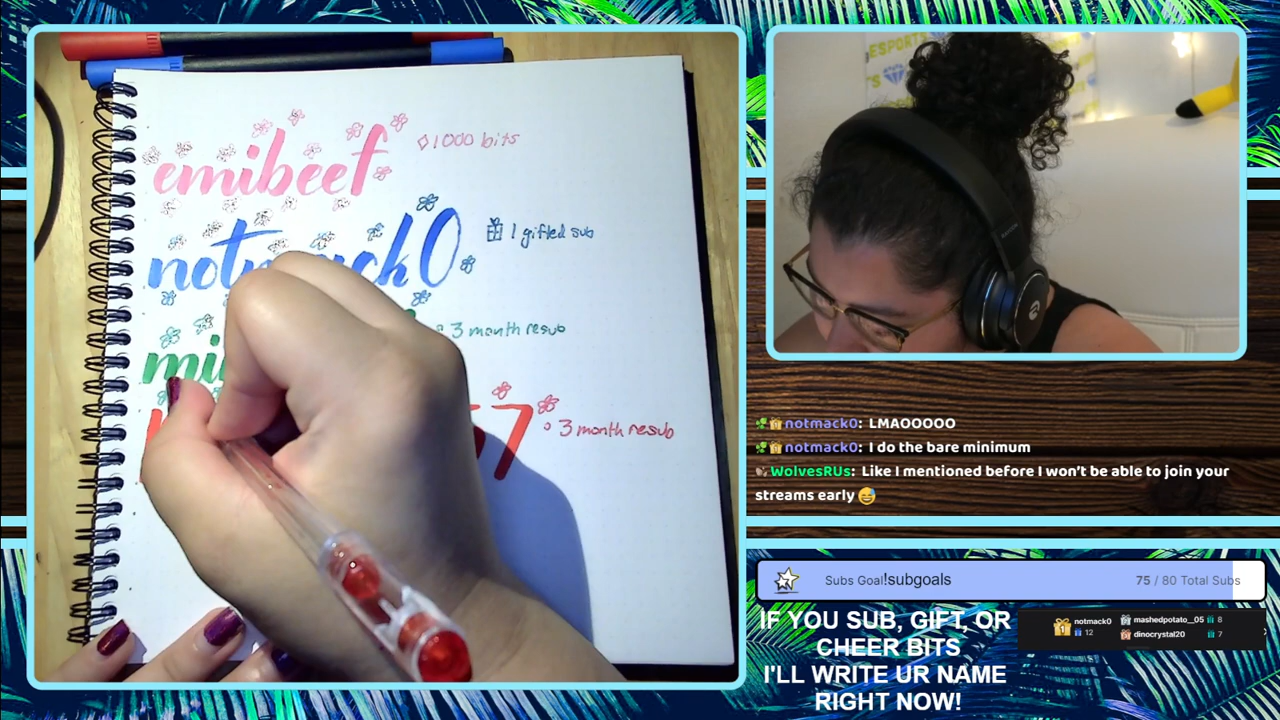 emibeef
1000 bits
notmack0
1 gifted sub
3 month resub
3 month resub
ESPORTS
notmack0: LMAOOOOO
notmack0: I do the bare minimum
WolvesRUs: Like I mentioned before I won't be able to join your
streams early 😅
Subs Goal!subgoals
75 / 80 Total Subs
IF YOU SUB, GIFT, OR
CHEER BITS
I'LL WRITE UR NAME
RIGHT NOW!
notmack0
12
mashedpotato__05 8
dinocrystal20 7